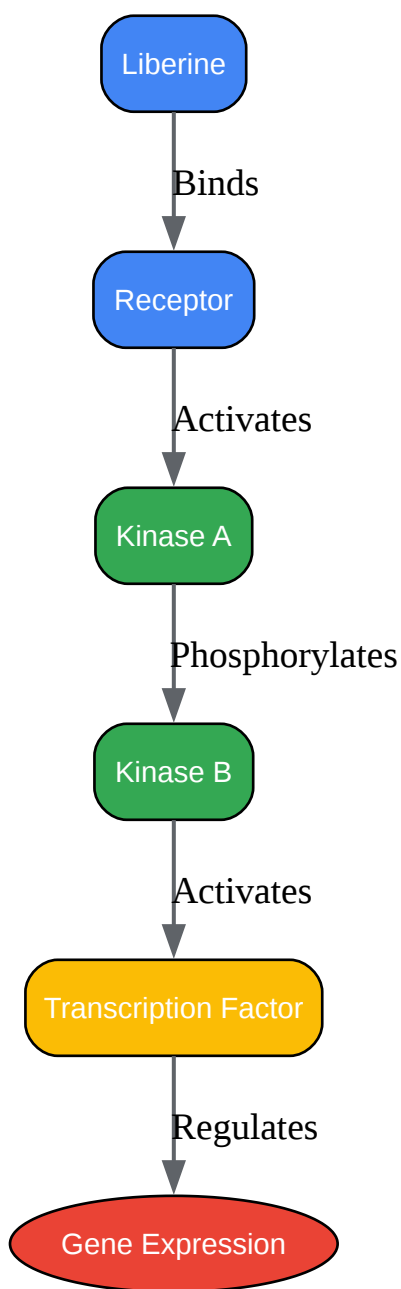 Liberine
Binds
Receptor
Activates
Kinase A
Phosphorylates
Kinase B
Activates
Transcription Factor
Regulates
Gene Expression